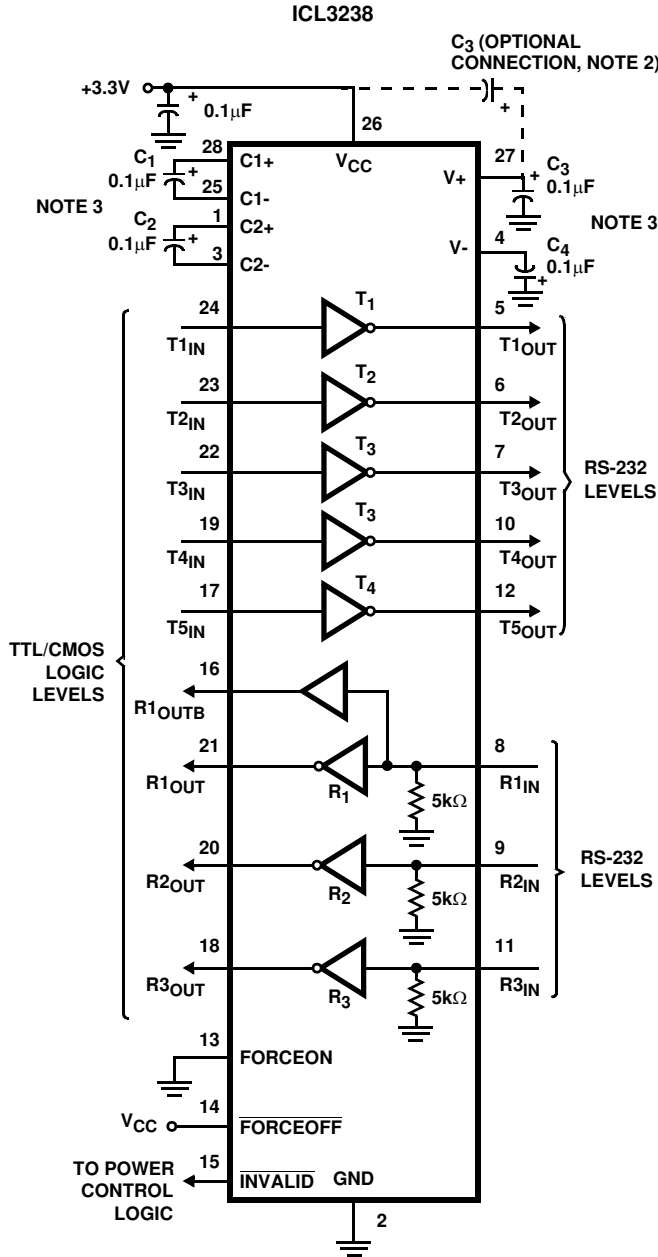 ICL3238
C3 (OPTIONAL
CONNECTION, NOTE 2)
+3.3V
+
0.1µF
+
26
28
C1+
VCC
27
C1
0.1µF
+
V+
+
C3
0.1µF
25
C1-
NOTE 3
1
C2+
NOTE 3
C2
0.1µF
+
V-
4
C4
0.1µF
+
3
C2-
24
T1
5
T1IN
T1OUT
23
T2
6
T2IN
T2OUT
22
T3
7
T3IN
T3OUT
RS-232
LEVELS
19
T3
10
T4IN
T4OUT
17
T4
12
T5IN
T5OUT
TTL/CMOS
LOGIC
LEVELS
16
R1OUTB
21
8
R1OUT
R1
5kΩ
R1IN
20
9
R2OUT
R2
5kΩ
R2IN
RS-232
LEVELS
18
11
R3OUT
R3
5kΩ
R3IN
13
FORCEON
14
VCC
FORCEOFF
15
TO POWER
CONTROL
LOGIC
INVALID
GND
2